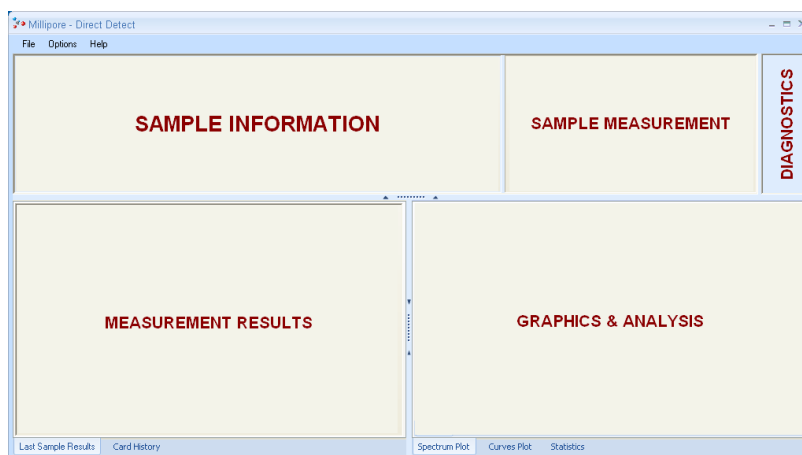 Millipore - Direct Detect
File Options Help
SAMPLE INFORMATION
SAMPLE MEASUREMENT
DIAGNOSTICS
MEASUREMENT RESULTS
GRAPHICS & ANALYSIS
Last Sample Results Card History
Spectrum Plot Curves Plot Statistics